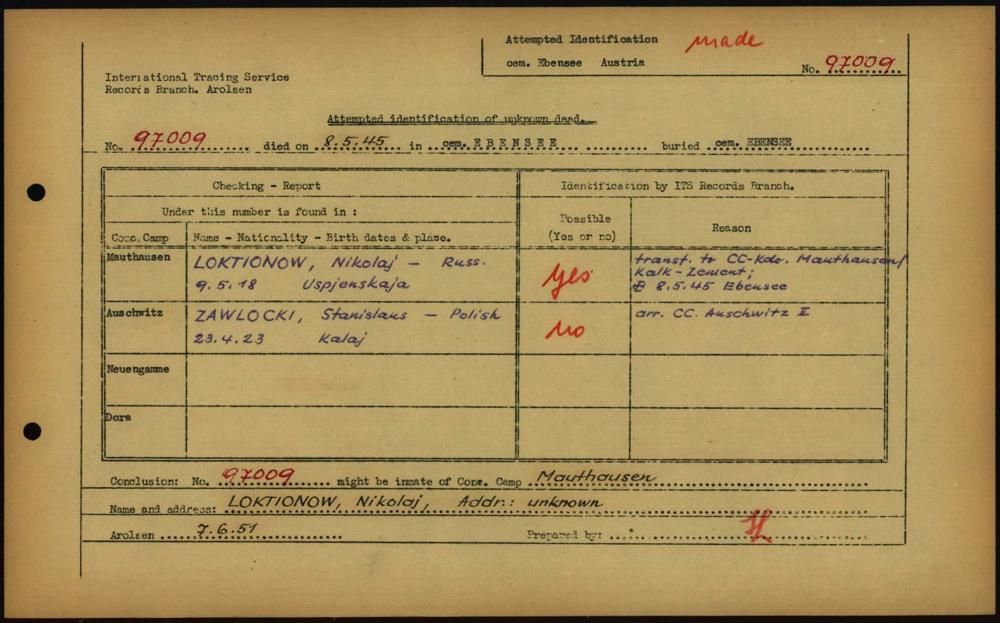 Attempted Identification made
cem. Ebensee Austria
No. 97009
International Tracing Service
Records Branch. Arolsen
Attempted identification of unknown dead.
No. 97009 died on 8.5.45 in cem. EBENSEE buried cem. EBENSEE
Checking - Report
Identification by ITS Records Branch.
Under this number is found in :
Possible
(Yes or no)
Reason
Conc. Camp
Name - Nationality - Birth dates & place.
Mauthausen
LOKTIONOW, Nikolaj - Russ.
9.5.18 Uspjenskaja
yes
transf. to CC-Kdo. Mauthausen/
Kalk-Zement;
8.5.45 Ebensee
Auschwitz
ZAWLOCKI, Stanislaus - Polish
23.4.23 Kalaj
no
arr. CC. Auschwitz II
Neuengamme
Dora
Conclusion: No. 97009 might be inmate of Conc. Camp Mauthausen
Name and address: LOKTIONOW, Nikolaj, Addr.: unknown
Arolsen 7.6.51
Prepared by: